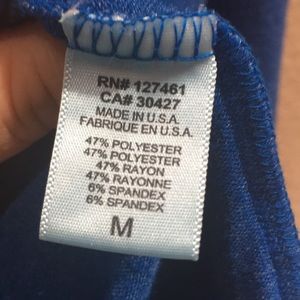 RN# 127461
CA# 30427
MADE IN U.S.A.
FABRIQUE EN U.S.A.
47% POLYESTER
47% POLYESTER
47% RAYON
47% RAYONNE
6% SPANDEX
6% SPANDEX
M